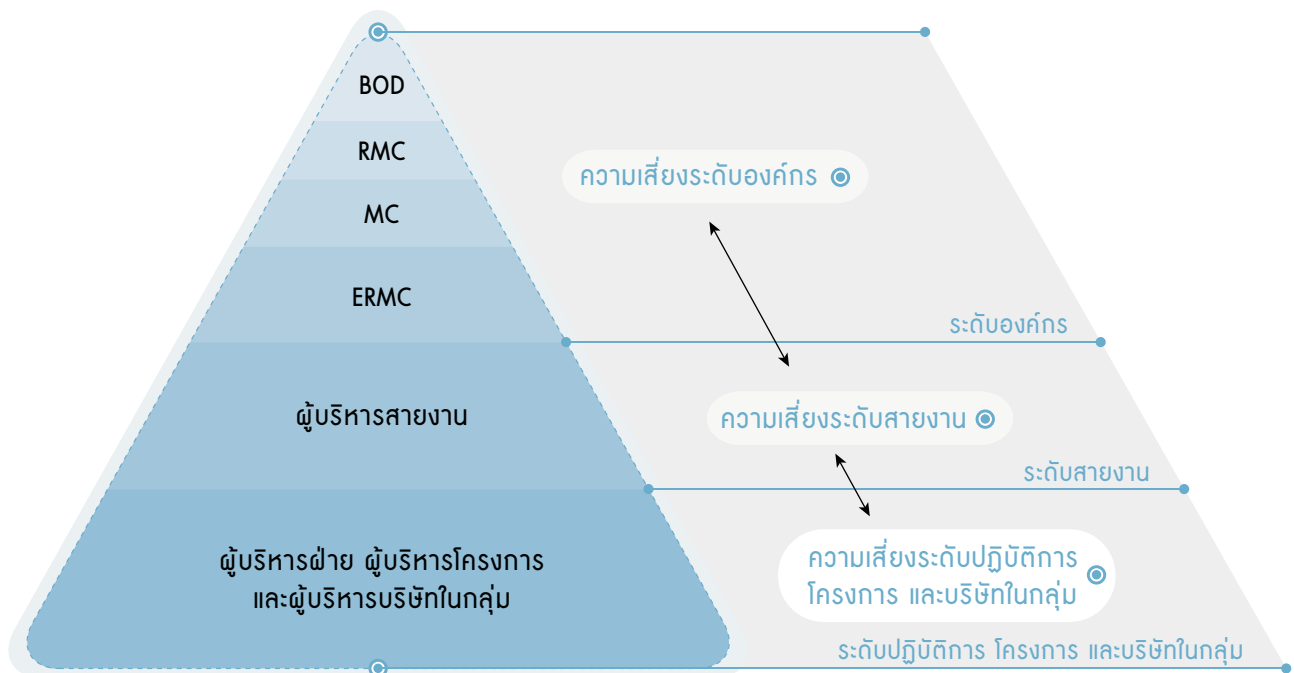 BOD
RMC
MC
ERMC
ผู้บริหารสายงาน
ผู้บริหารฝ่าย ผู้บริหารโครงการ
และผู้บริหารบริษัทในกลุ่ม
ความเสี่ยงระดับองค์กร
ระดับองค์กร
ความเสี่ยงระดับสายงาน
ระดับสายงาน
ความเสี่ยงระดับปฏิบัติการ
โครงการ และบริษัทในกลุ่ม
ระดับปฏิบัติการ โครงการ และบริษัทในกลุ่ม